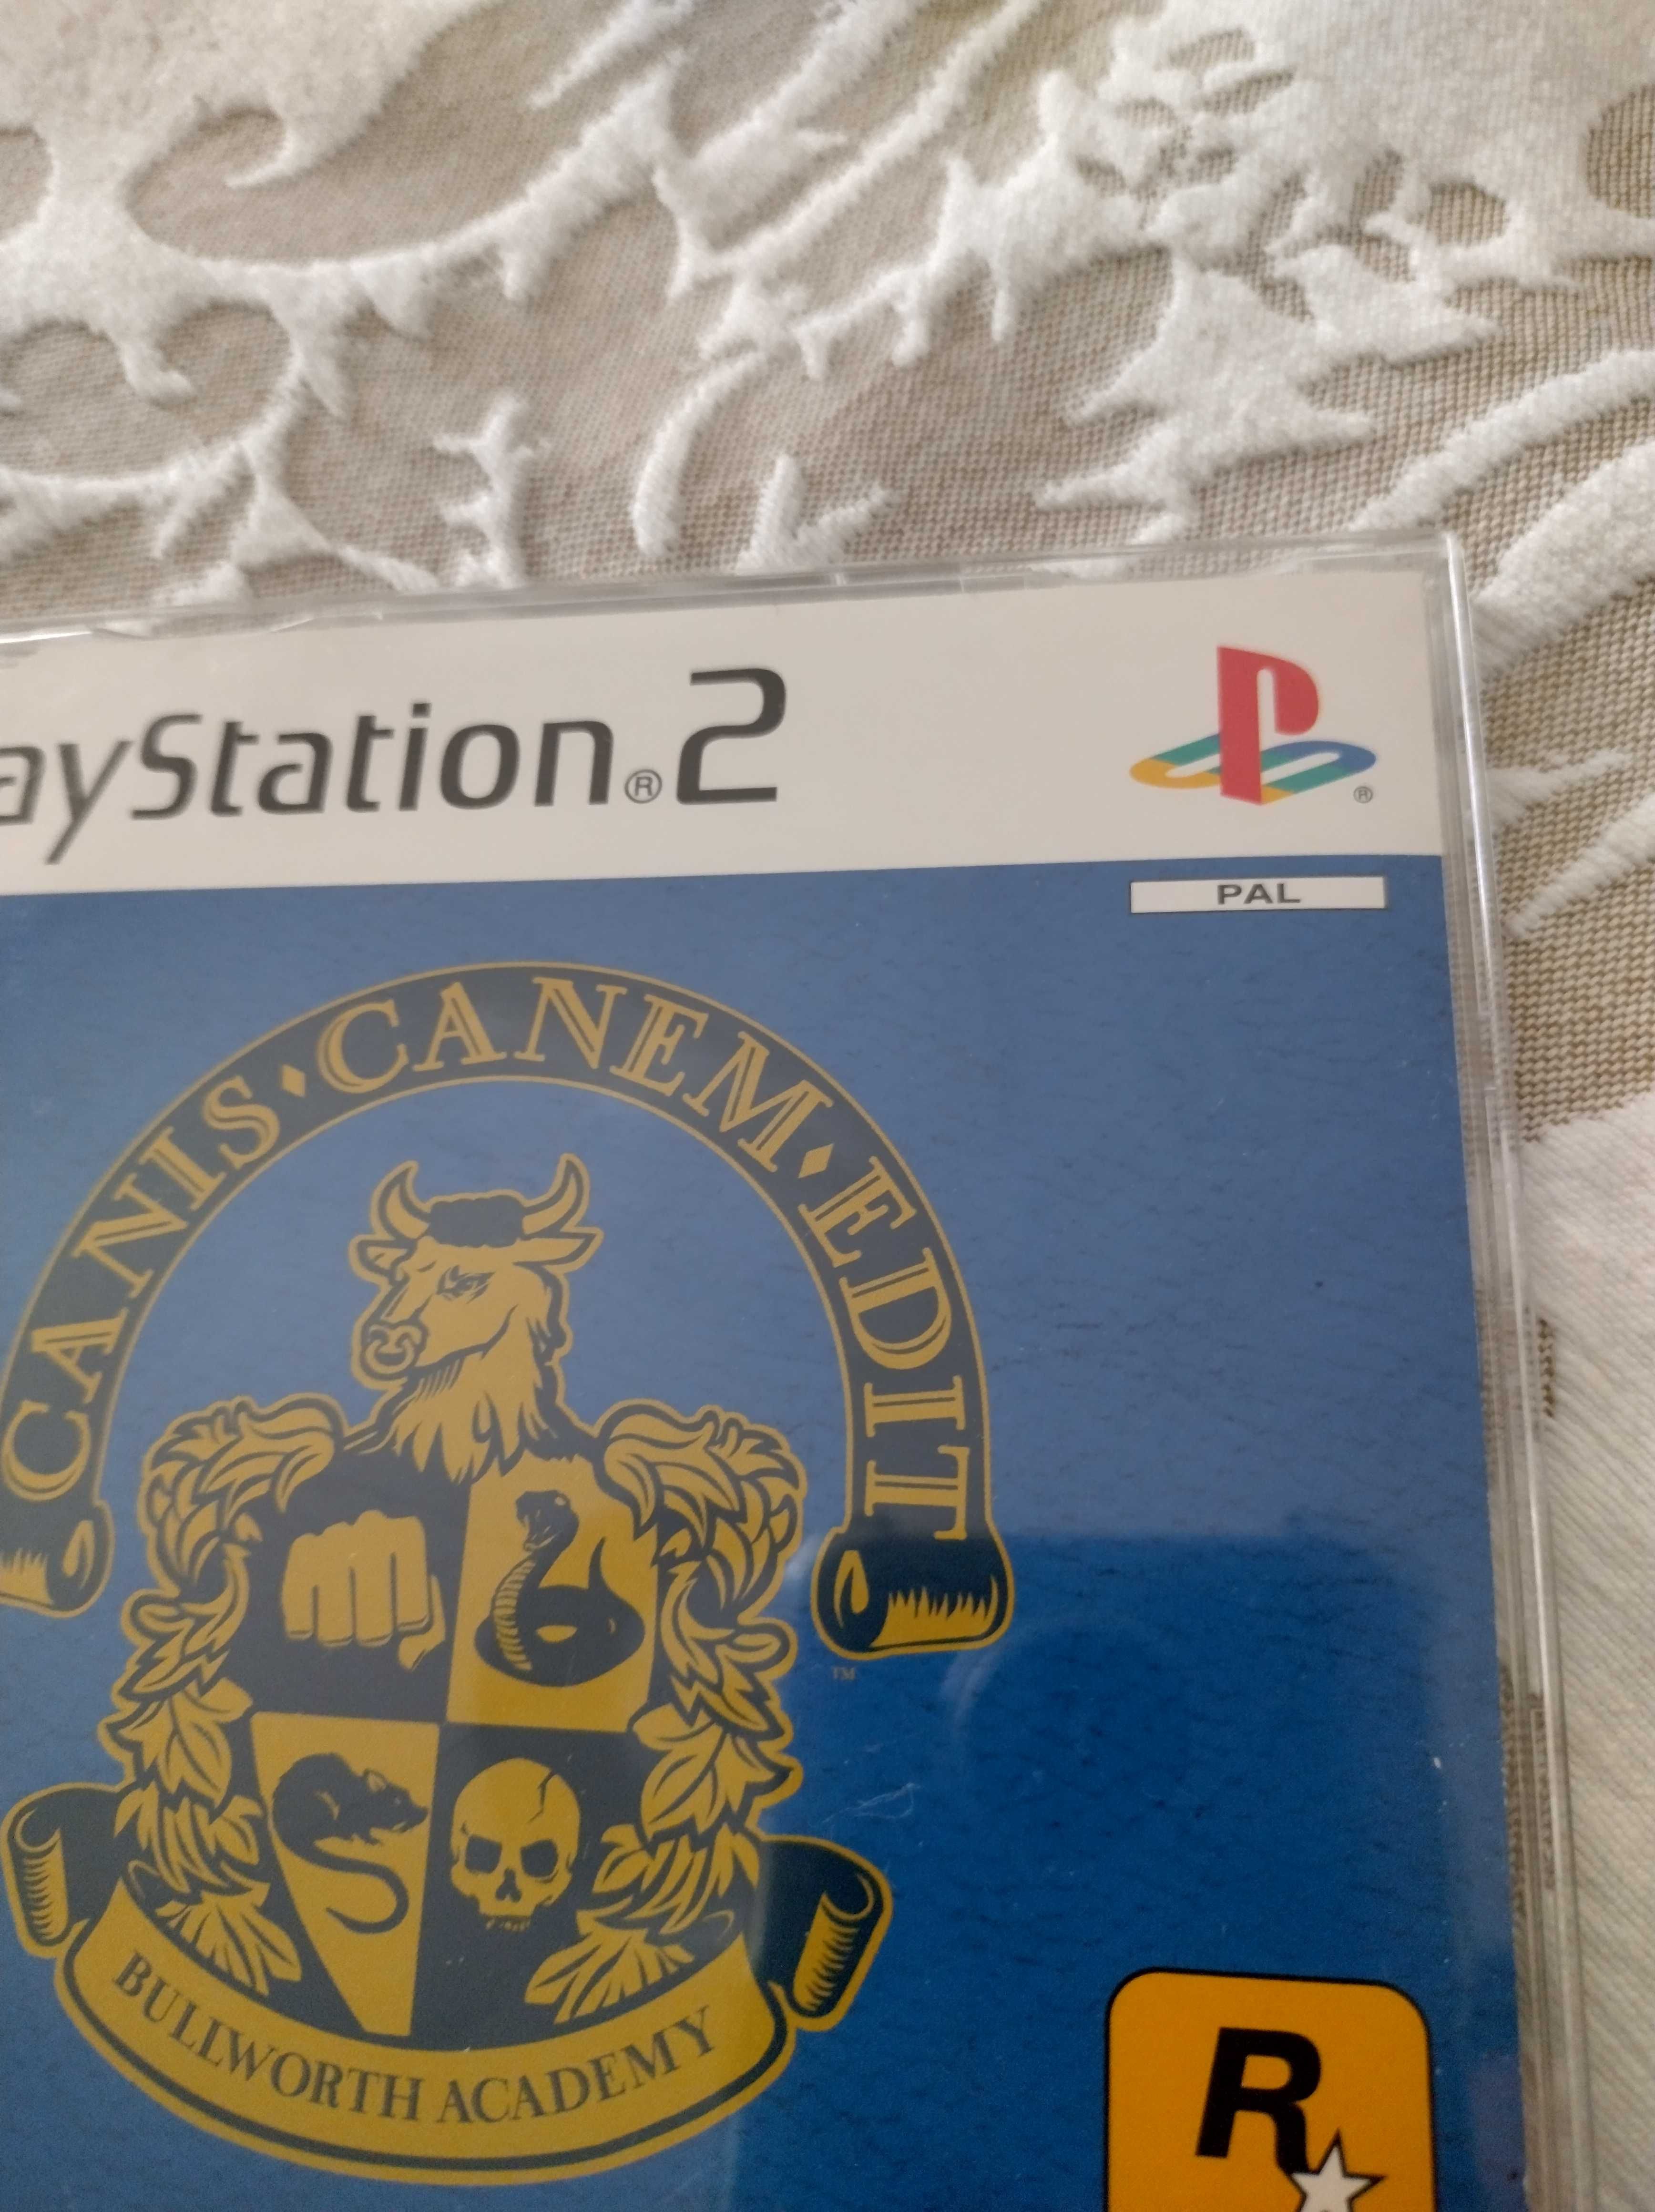 ayStation®2
®
PAL
CANIS·CANEM·EDIT
TM
BULLWORTH ACADEMY
R